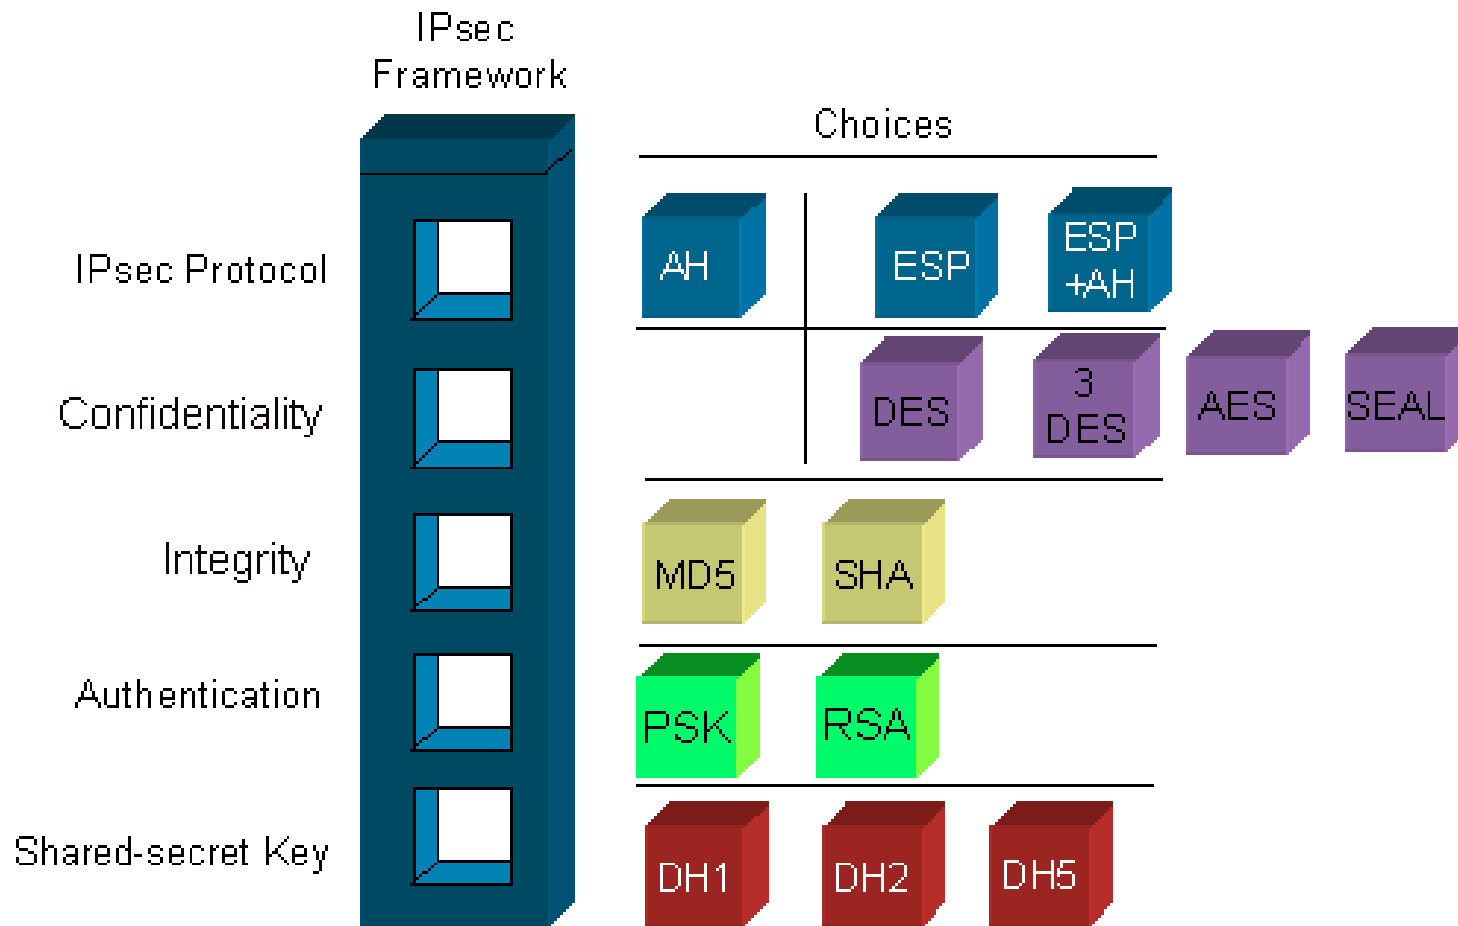 IPsec
Framework
Choices
IPsec Protocol
AH
ESP
ESP
+AH
Confidentiality
DES
3
DES
AES
SEAL
Integrity
MD5
SHA
Authentication
PSK
RSA
Shared-secret Key
DH1
DH2
DH5